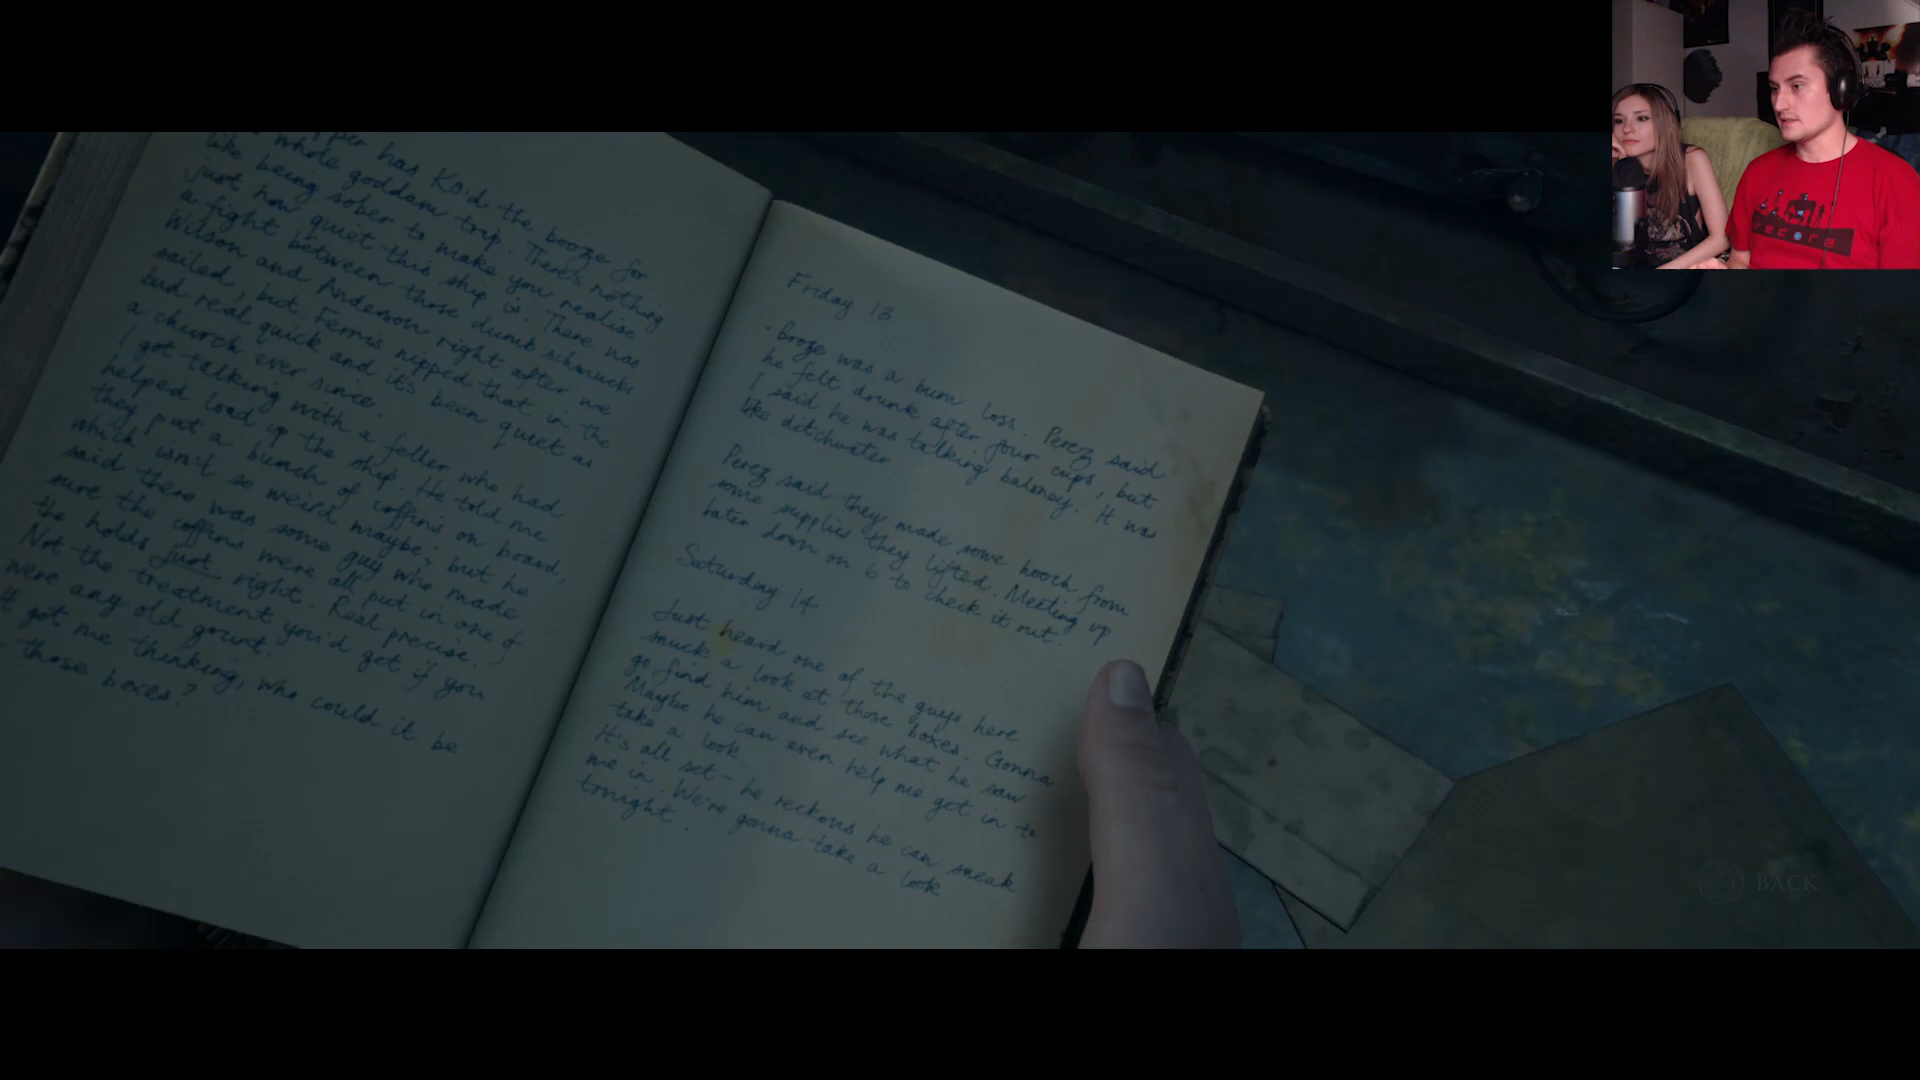 has KO'd the booze for
whole goddam trip. There's nothing
like being sober to make you realise
just how quiet this ship is. There was
a fight between those dumb schmucks
Wilson and Anderson right after we
sailed, but Ferris nipped that in the
bud real quick and it's been quiet as
a church ever since.
I got talking with a feller who had
helped load up the ship. He told me
they put a bunch of coffins on board,
which isn't so weird maybe; but he
said there was some guy who made
sure the coffins were all put in one of
the holds just right. Real precise.
Not the treatment you'd get if you
were any old grunt.
It got me thinking, who could it be
those boxes?
Friday 13
Booze was a bum loss. Perez said
he felt drunk after four cups, but
I said he was talking baloney. It was
like ditchwater.
Perez said they made some hooch from
some supplies they lifted. Meeting up
later down on 6 to check it out.
Saturday 14
Just heard one of the guys here
snuck a look at those boxes. Gonna
go find him and see what he saw
Maybe he can even help me get in to
take a look.
It's all set - he reckons he can sneak
me in. We're gonna take a look
tonight.
BACK
recore